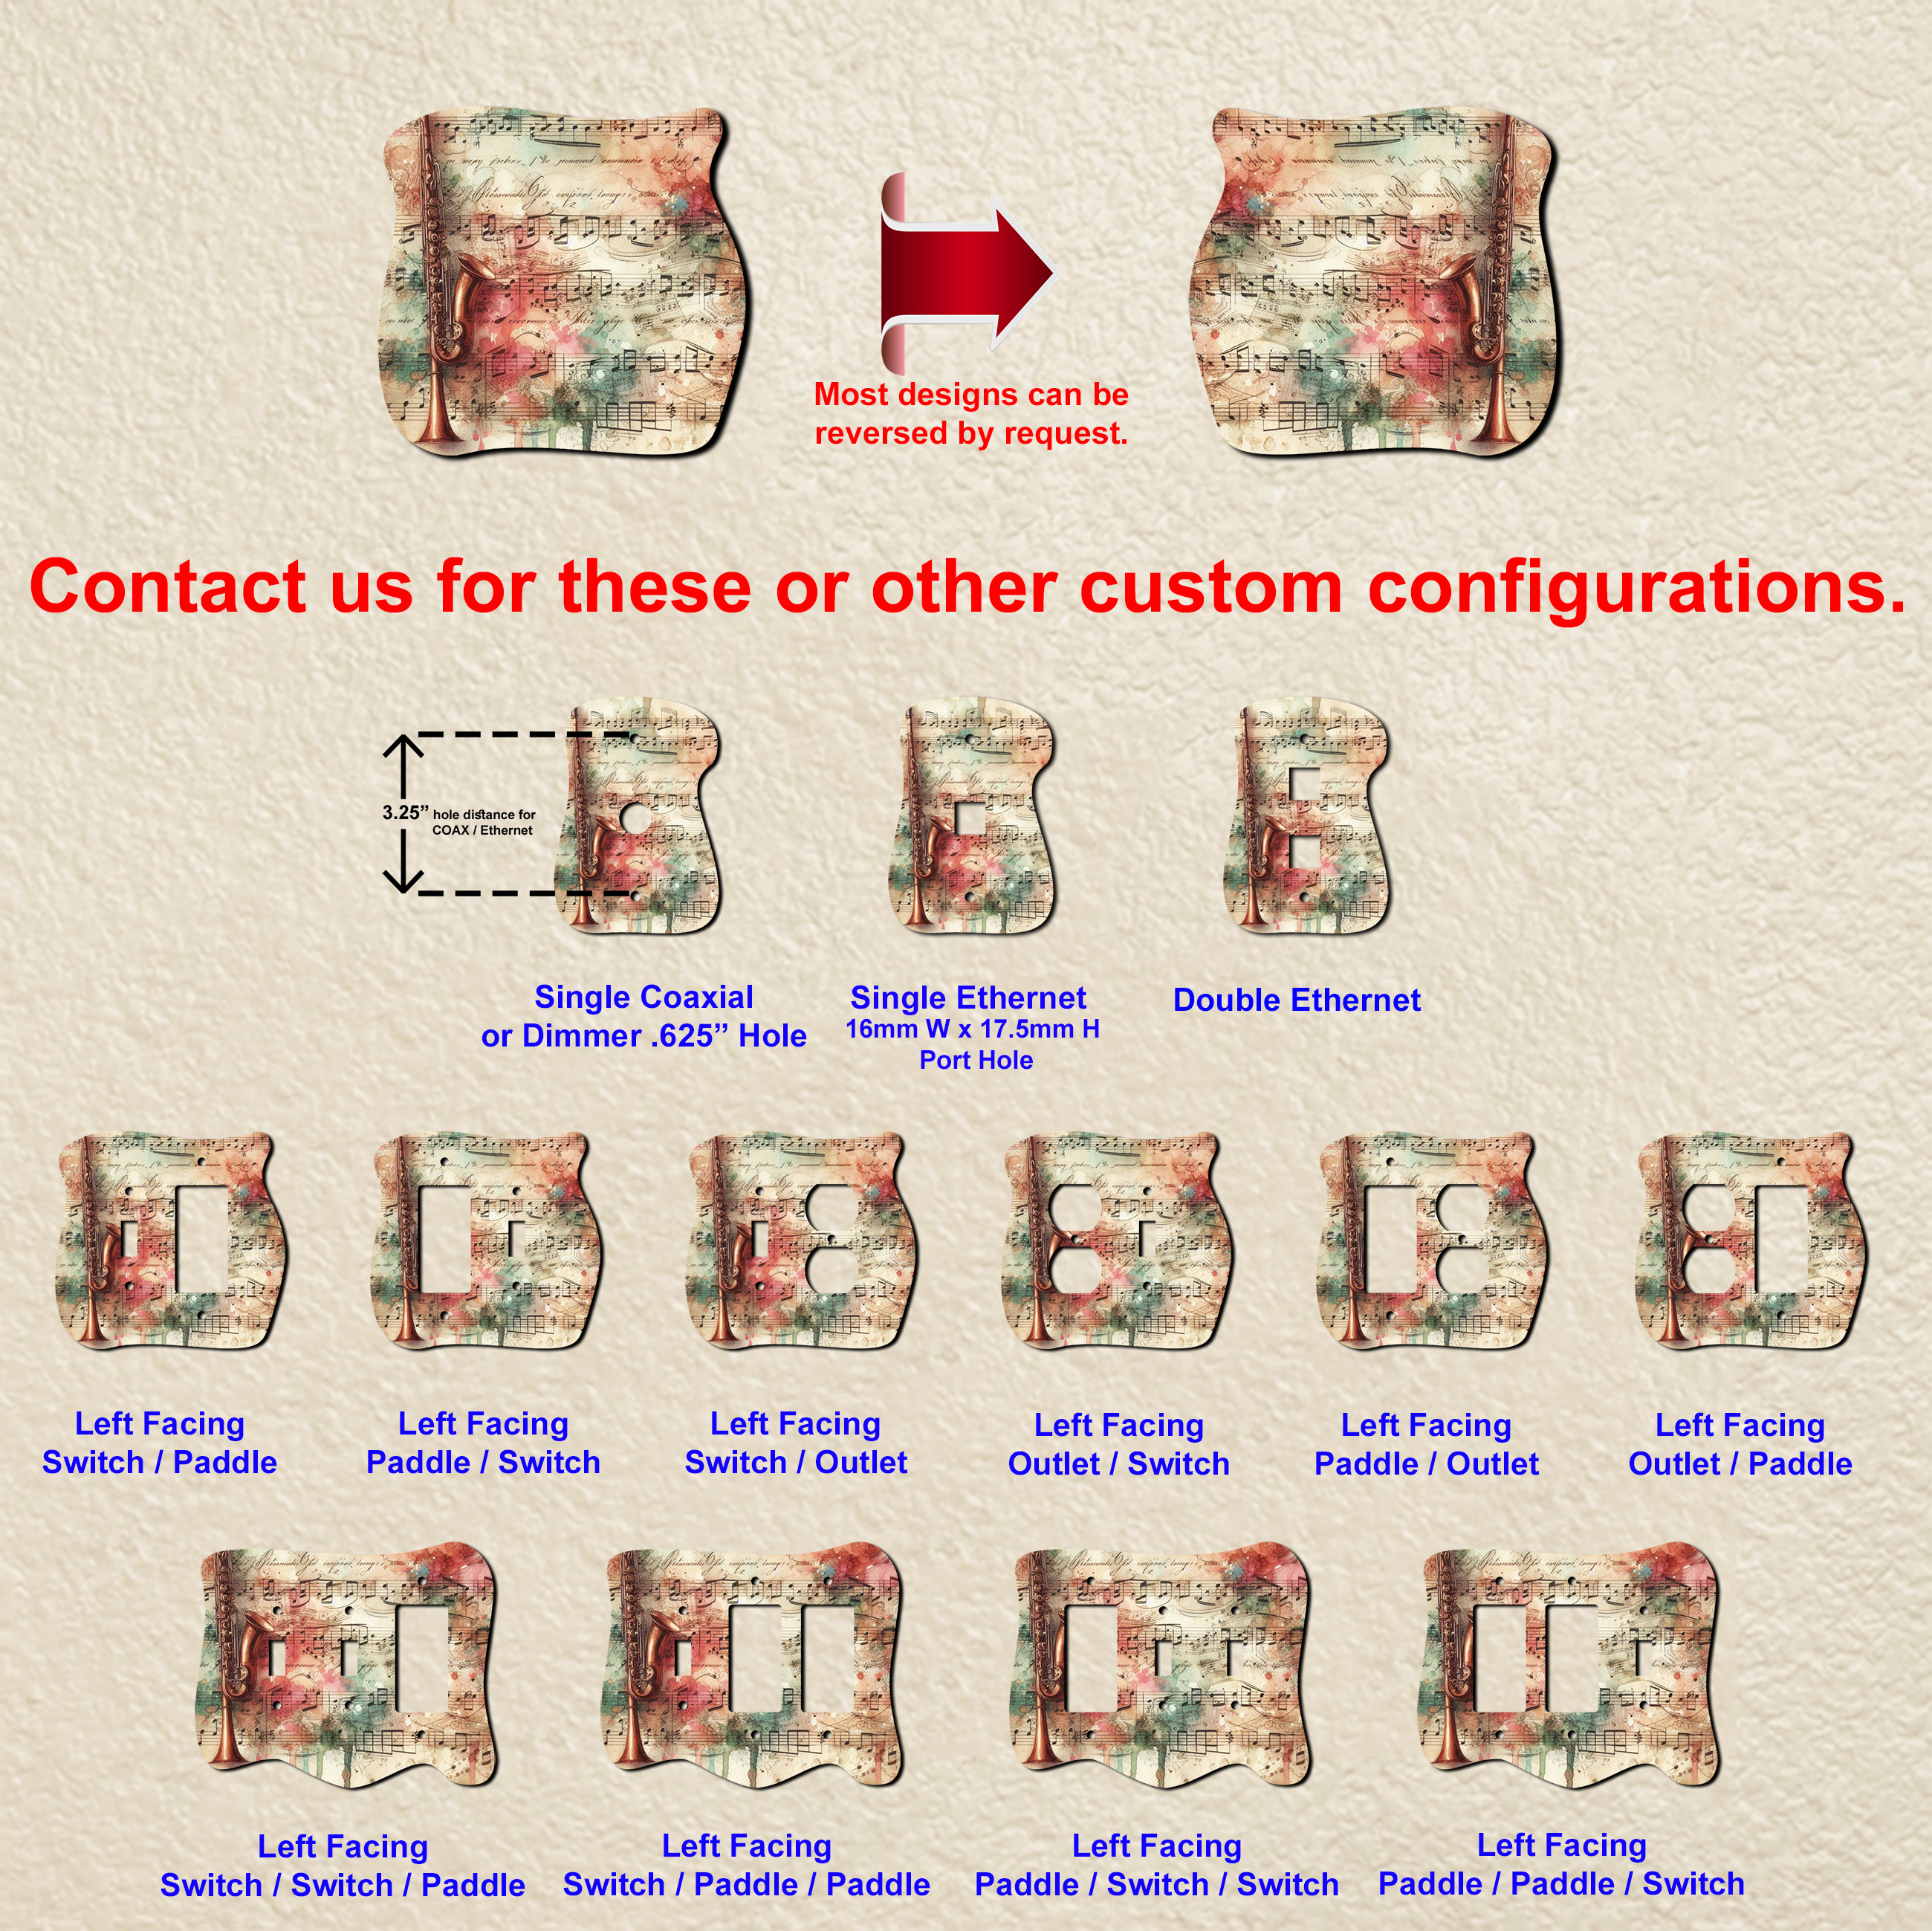 Most designs can be
reversed by request.
Contact us for these or other custom configurations.
3.25” hole distance for
COAX / Ethernet
Single Coaxial
or Dimmer .625” Hole
Single Ethernet
16mm W x 17.5mm H
Port Hole
Double Ethernet
Left Facing
Switch / Paddle
Left Facing
Paddle / Switch
Left Facing
Switch / Outlet
Left Facing
Outlet / Switch
Left Facing
Paddle / Outlet
Left Facing
Outlet / Paddle
Left Facing
Switch / Switch / Paddle
Left Facing
Switch / Paddle / Paddle
Left Facing
Paddle / Switch / Switch
Left Facing
Paddle / Paddle / Switch